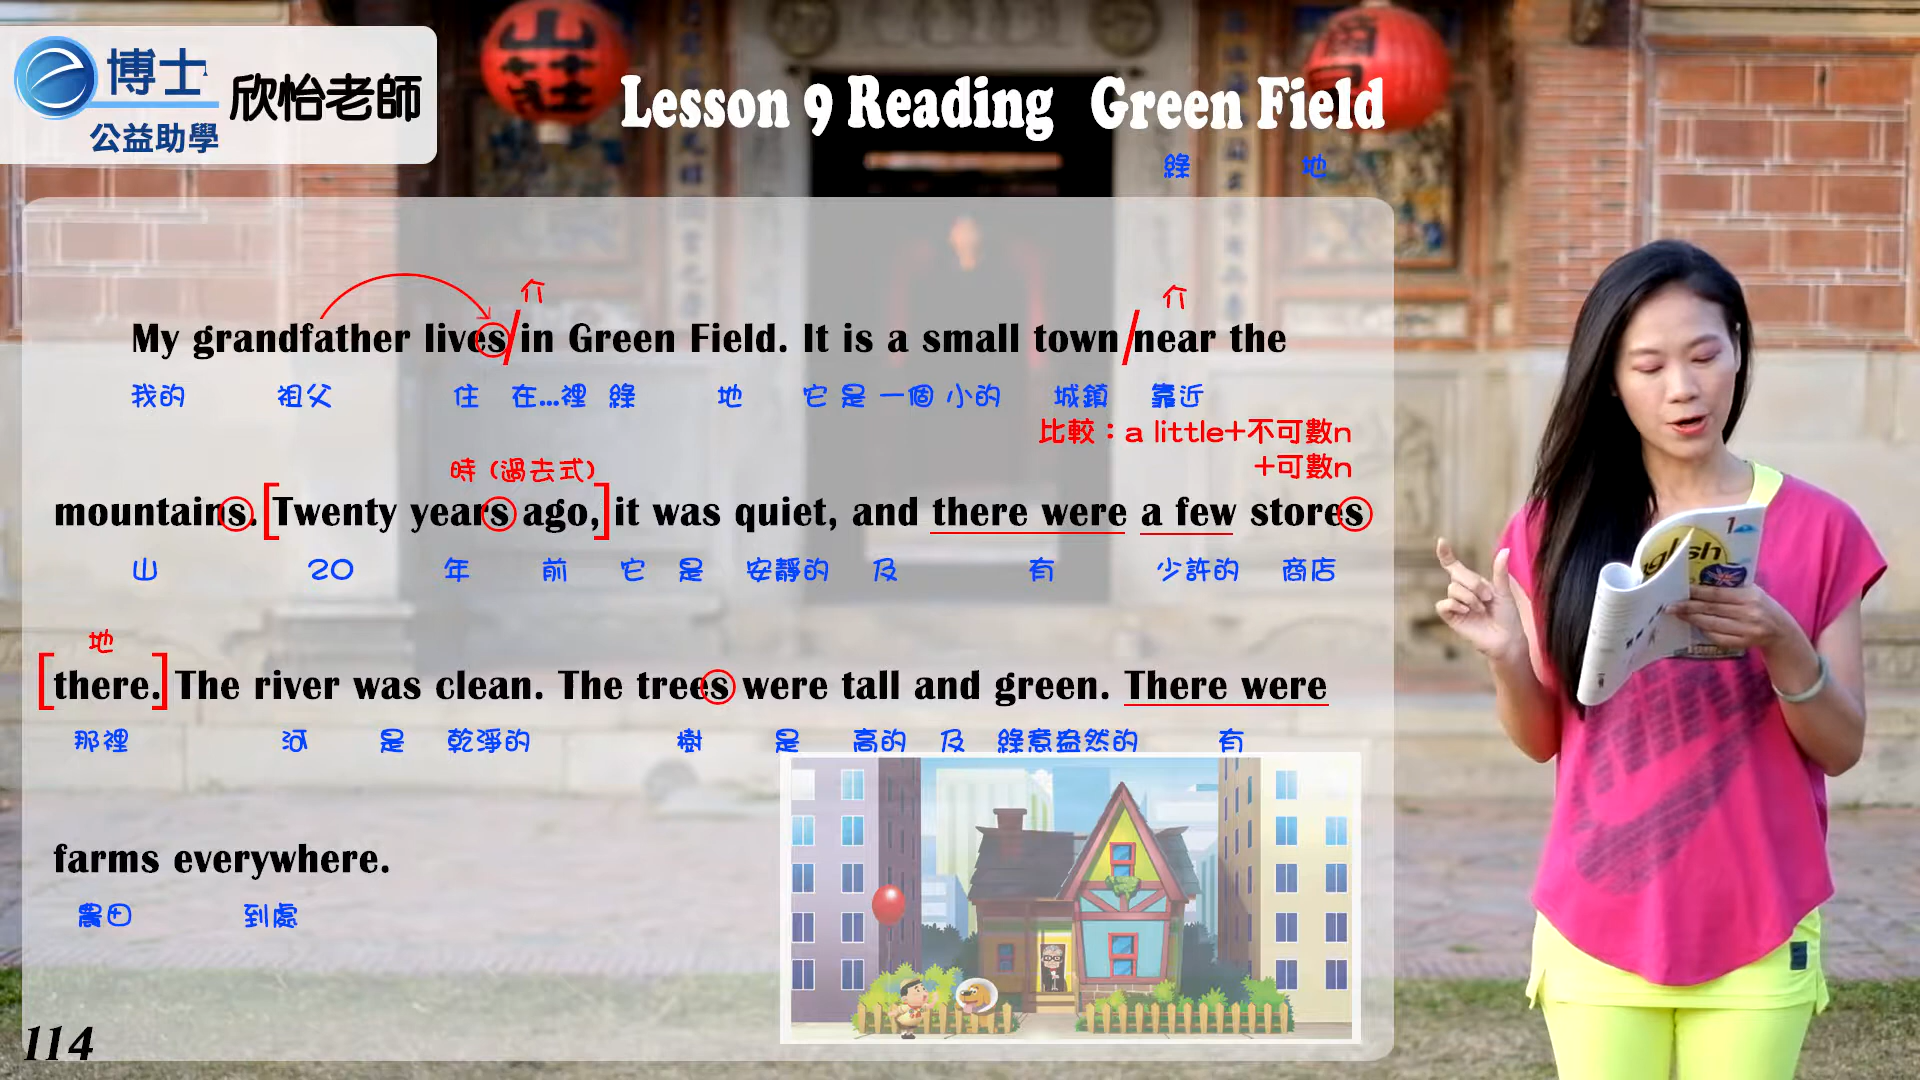 博士
公益助學
欣怡老師
山莊
Lesson 9 Reading Green Field
綠 地
介 介
My grandfather lives/in Green Field. It is a small town/near the
我的 祖父 住 在...裡 綠 地 它 是 一個 小的 城鎮 靠近
比較：a little+不可數n
+可數n
時 (過去式)
mountains. [Twenty years ago,] it was quiet, and there were a few stores
山 20 年 前 它 是 安靜的 及 有 少許的 商店
地
[there.] The river was clean. The trees were tall and green. There were
那裡 河 是 乾淨的 樹 是 高的 及 綠意盎然的 有
farms everywhere.
農田 到處
114
1